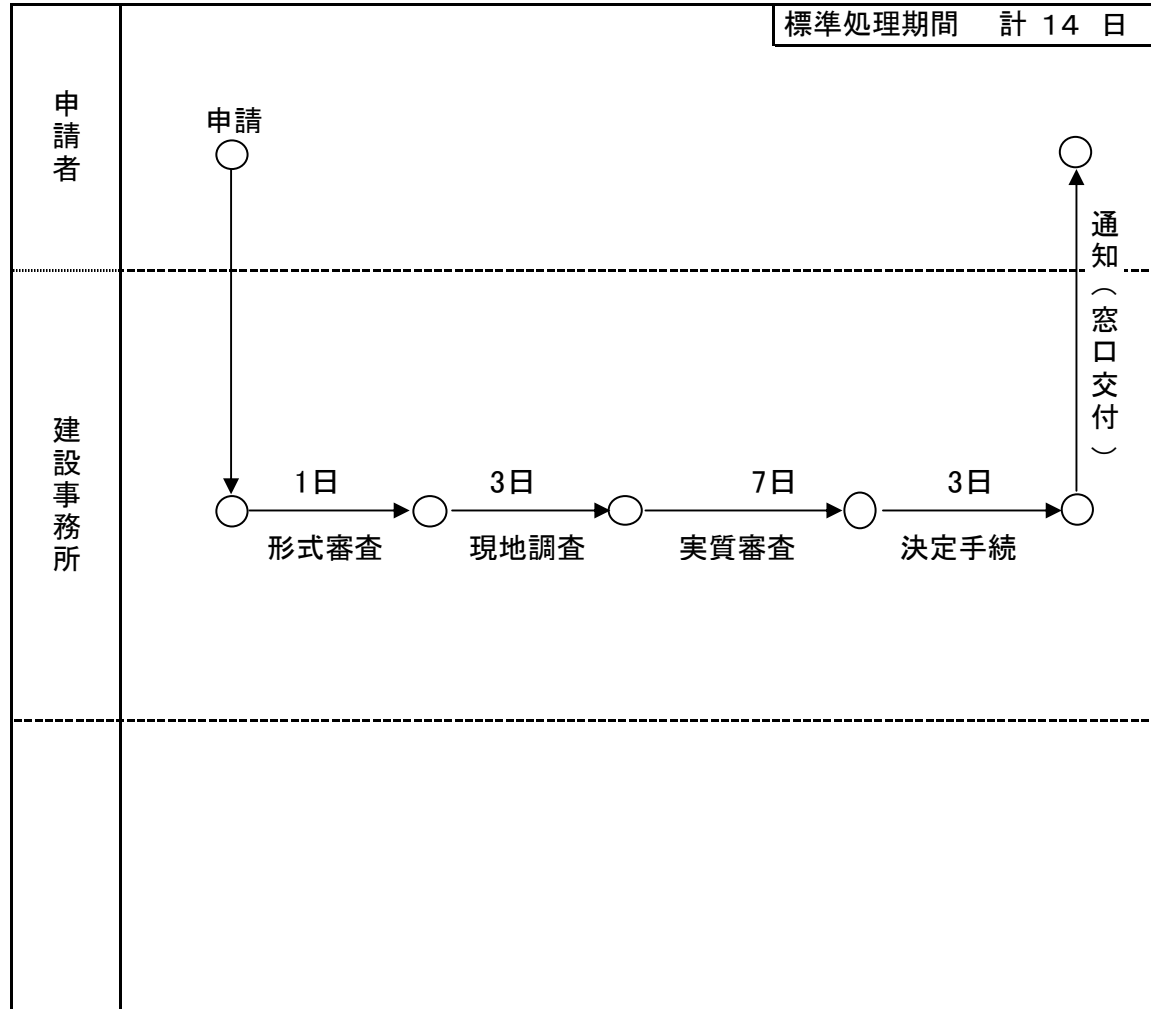 標準処理期間　計 14 日
申請者
申請
通知（窓口交付）
建設事務所
1日
3日
7日
3日
形式審査
現地調査
実質審査
決定手続